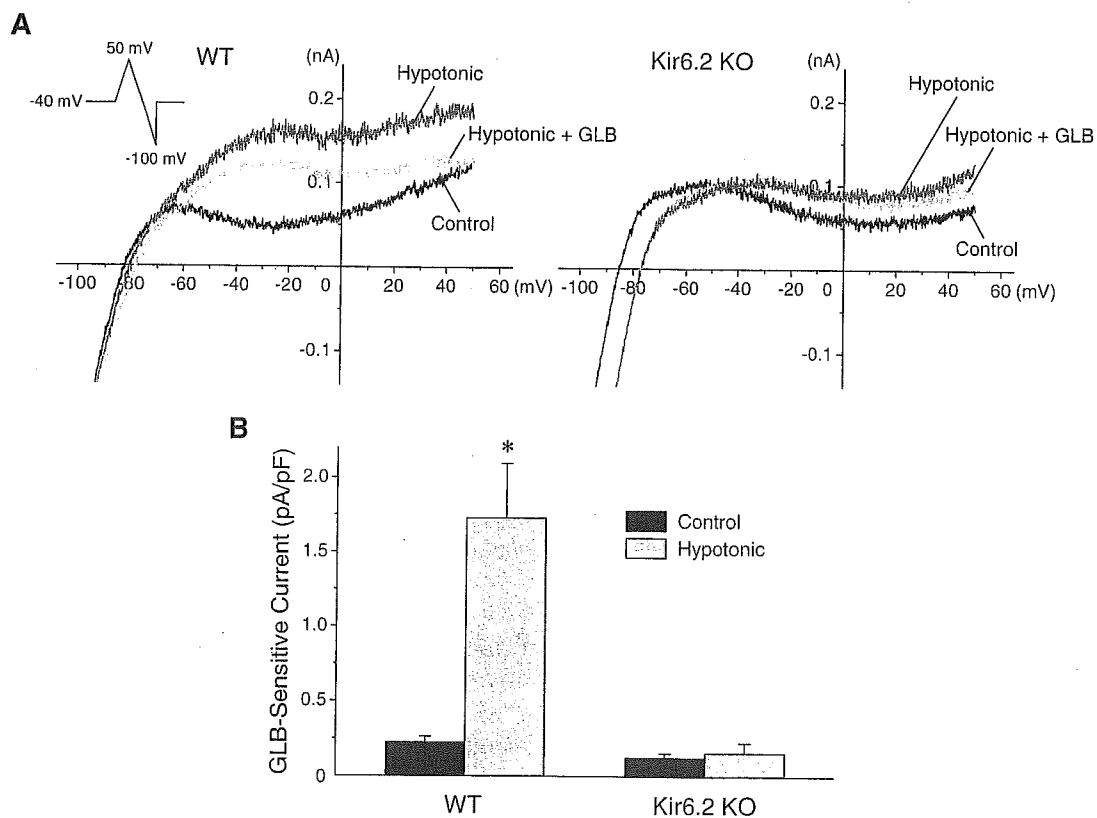 A
50 mV
-40 mV
-100 mV
WT
(nA)
Hypotonic
0.2
Hypotonic + GLB
0.1
Control
-100 -80 -60 -40 -20 0 20 40 60 (mV)
-0.1
Kir6.2 KO
(nA)
Hypotonic
0.2
Hypotonic + GLB
0.1
Control
-100 -80 -60 -40 -20 0 20 40 60 (mV)
-0.1
B
GLB-Sensitive Current (pA/pF)
2.0
1.5
1.0
0.5
0
*
Control
Hypotonic
WT
Kir6.2 KO